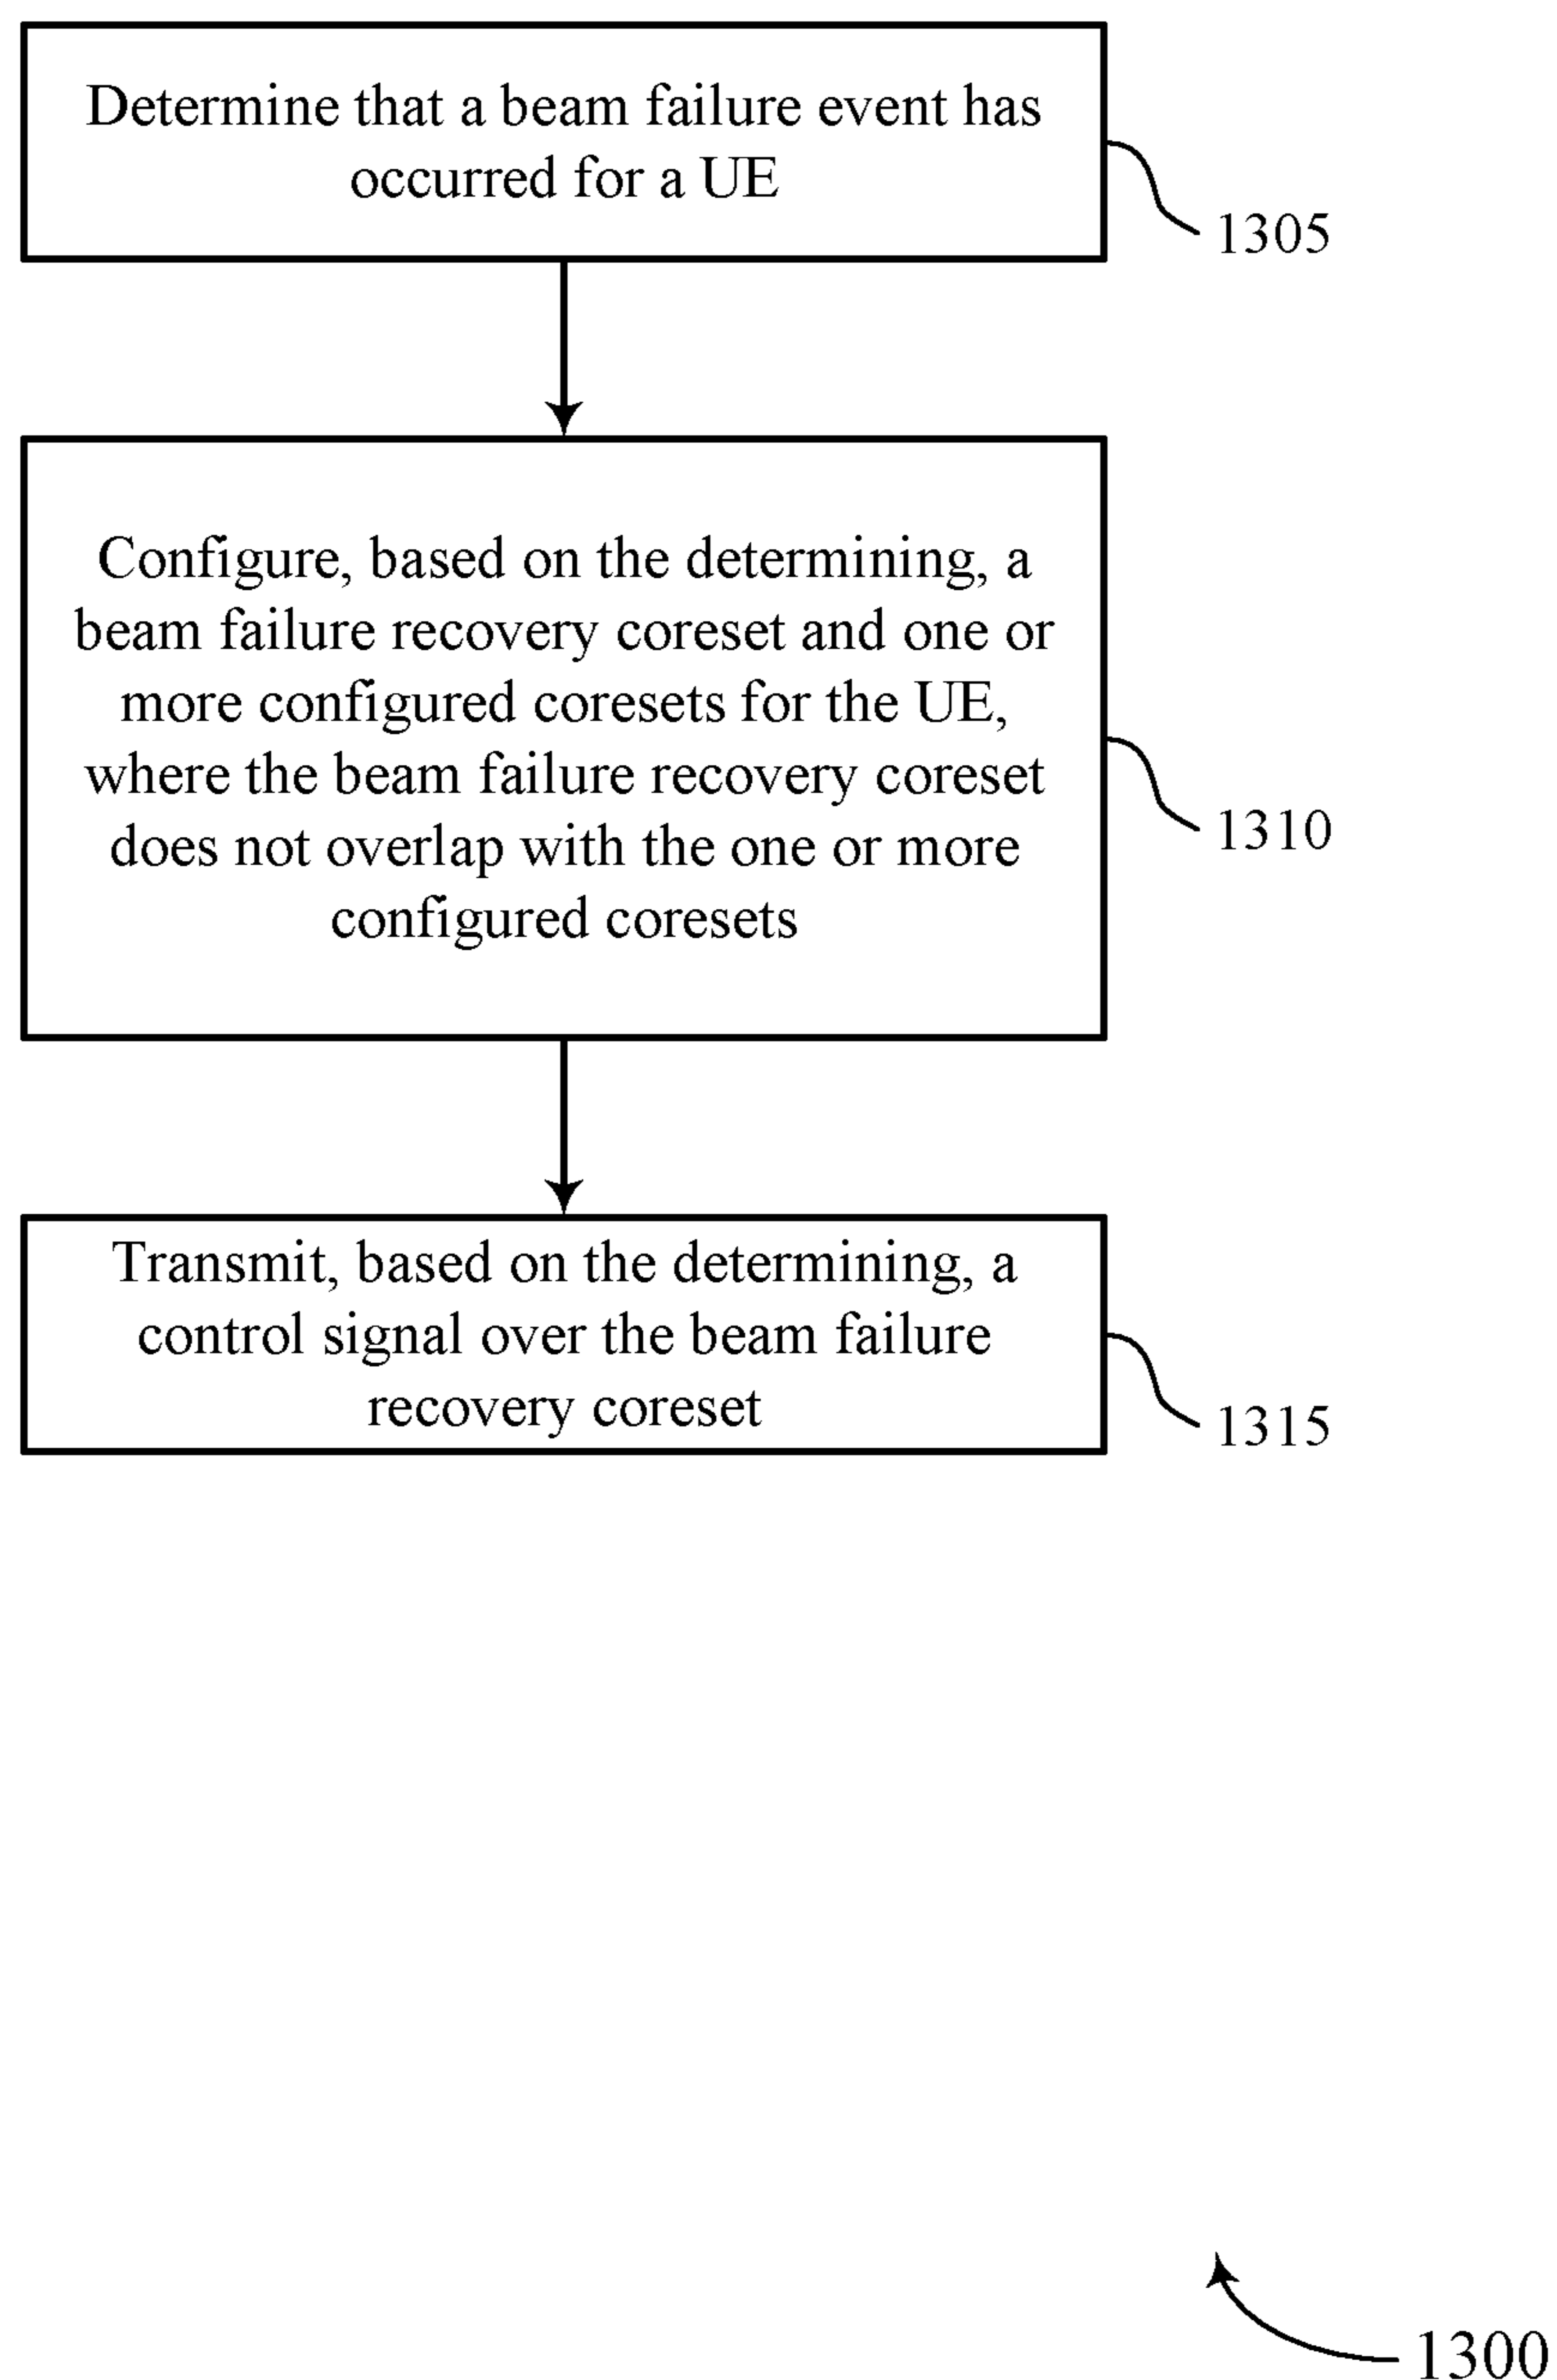 Determine that a beam failure event has
occurred for a UE
1305
Configure, based on the determining, a
beam failure recovery coreset and one or
more configured coresets for the UE,
where the beam failure recovery coreset
does not overlap with the one or more
configured coresets
1310
Transmit, based on the determining, a
control signal over the beam failure
recovery coreset
1315
1300